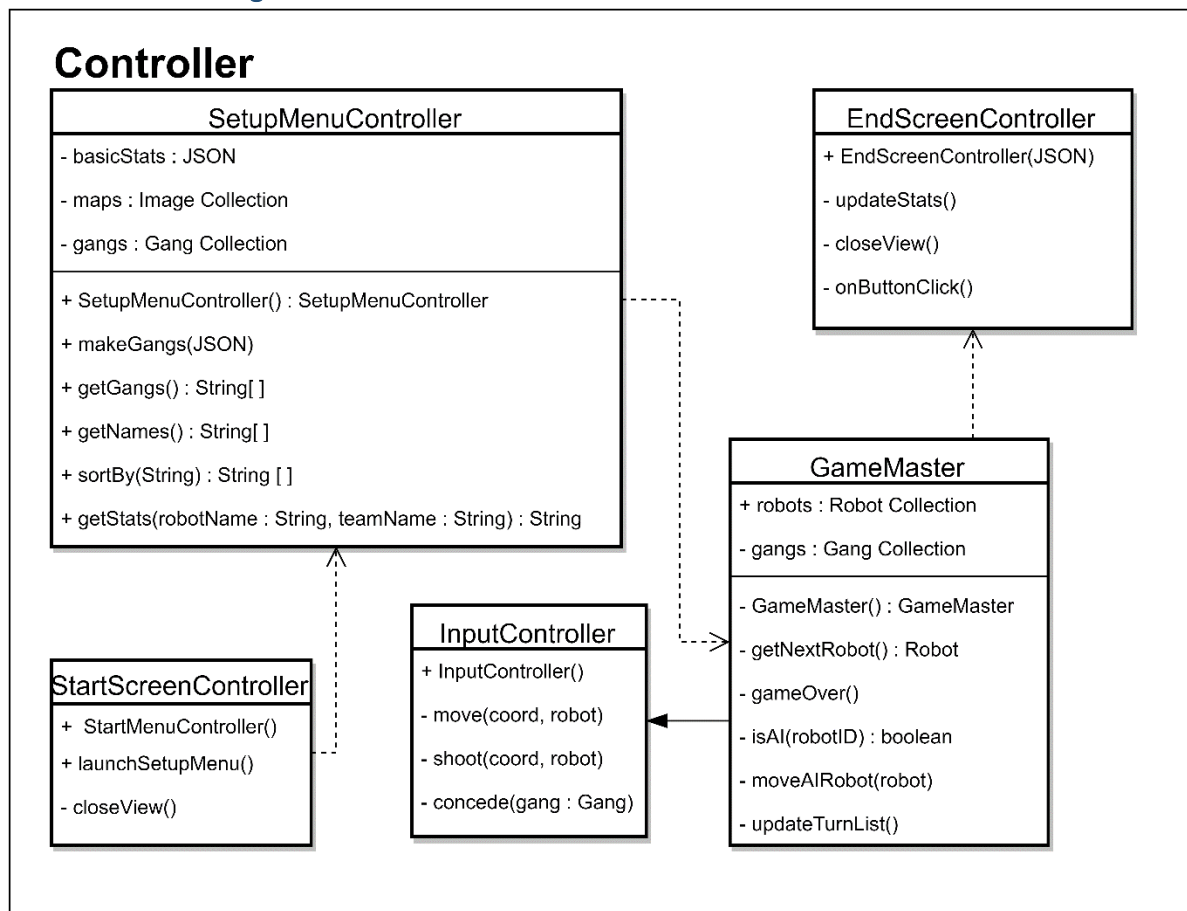 Controller
SetupMenuController
- basicStats : JSON
- maps : Image Collection
- gangs : Gang Collection
+ SetupMenuController() : SetupMenuController
+ makeGangs(JSON)
+ getGangs() : String[ ]
+ getNames() : String[ ]
+ sortBy(String) : String [ ]
+ getStats(robotName : String, teamName : String) : String
EndScreenController
+ EndScreenController(JSON)
- updateStats()
- closeView()
- onButtonClick()
GameMaster
+ robots : Robot Collection
- gangs : Gang Collection
- GameMaster() : GameMaster
- getNextRobot() : Robot
- gameOver()
- isAI(robotID) : boolean
- moveAIRobot(robot)
- updateTurnList()
InputController
+ InputController()
- move(coord, robot)
- shoot(coord, robot)
- concede(gang : Gang)
StartScreenController
+ StartMenuController()
+ launchSetupMenu()
- closeView()